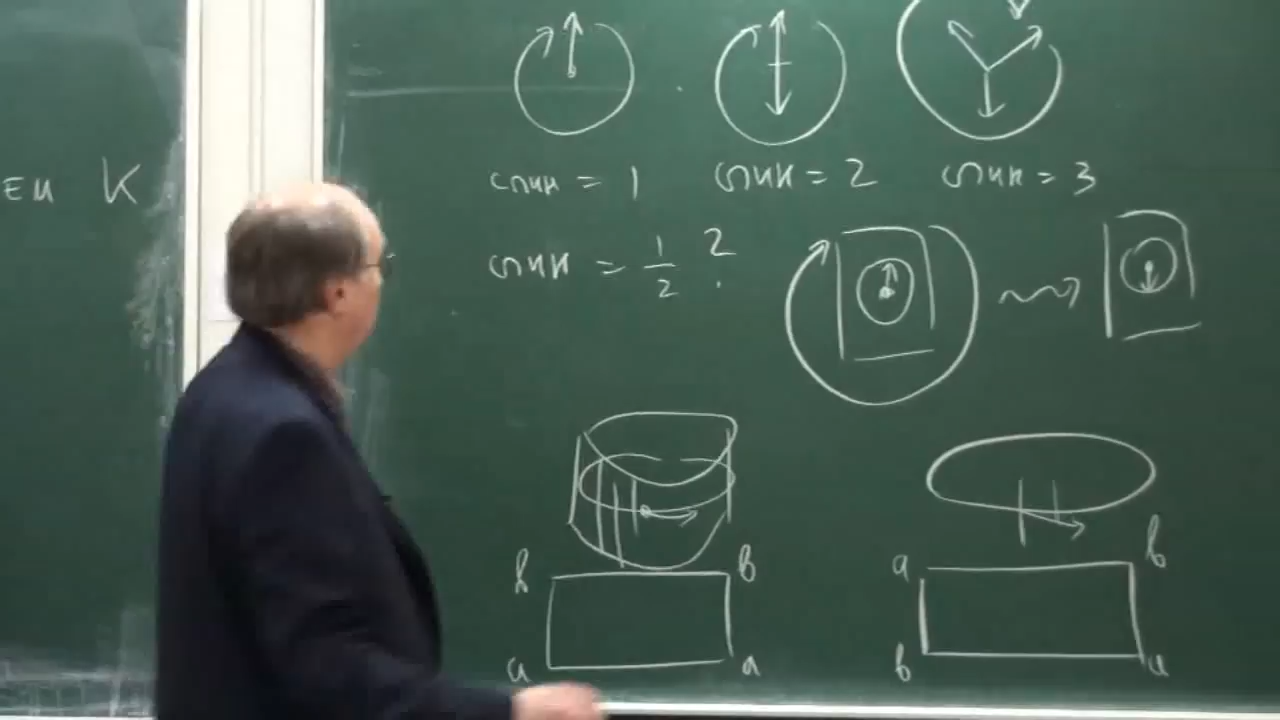 ен К
спин = 1 спин = 2 спин = 3
спин = 1/2 ?
в в а в
а а в а